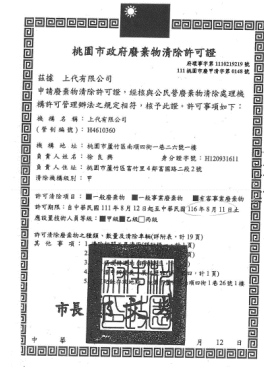 桃園市政府廢棄物清除許可證
府環事字第 1110219219 號
111 桃園市廢甲清字第0148 號
茲據 上代有限公司
申請廢棄物清除許可證，經核與公民營廢棄物清除處理機
構許可管理辦法之規定相符，核予此證。許可事項如下：
機 構 名 稱：上代有限公司
(管制編號)：H4610360
機 構 地 址：桃園市蘆竹區南順四街一巷二六號一樓
負責人姓名：徐良興 身分證字號：H120931611
負責人住址：桃園市蘆竹區富竹里4鄰富國路二段2號
清除機構級別：甲
許可清除項目：■一般廢棄物 ■一般事業廢棄物 ■有害事業廢棄物
許可期限：自中華民國 111年8月12日起至中華民國 116年8月11日止
應設置技術人員等級：■甲級■乙級□丙級
許可清除廢棄物之種類、數量及清除車輛(詳附表，計19頁)
其 他 事 項：1.
市長
中 華
月 12 日